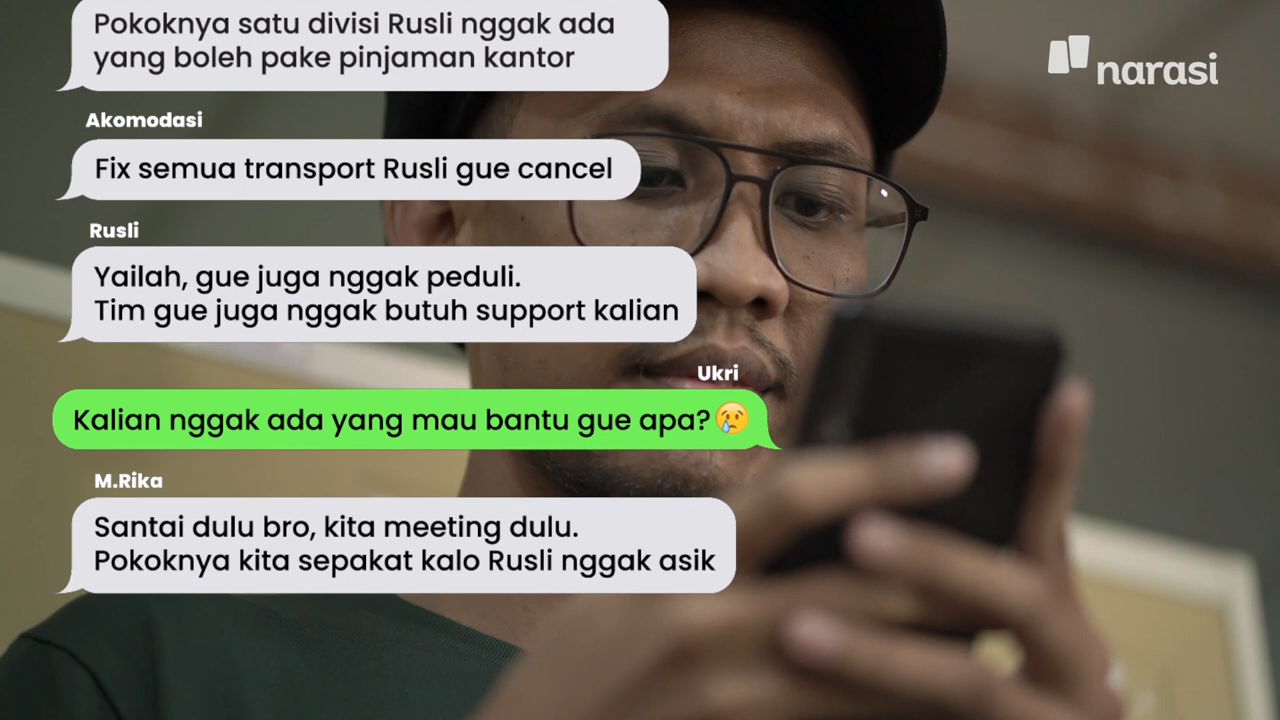 Pokoknya satu divisi Rusli nggak ada
yang boleh pake pinjaman kantor
narasi
Akomodasi
Fix semua transport Rusli gue cancel
Rusli
Yailah, gue juga nggak peduli.
Tim gue juga nggak butuh support kalian
Ukri
Kalian nggak ada yang mau bantu gue apa?😢
M.Rika
Santai dulu bro, kita meeting dulu.
Pokoknya kita sepakat kalo Rusli nggak asik